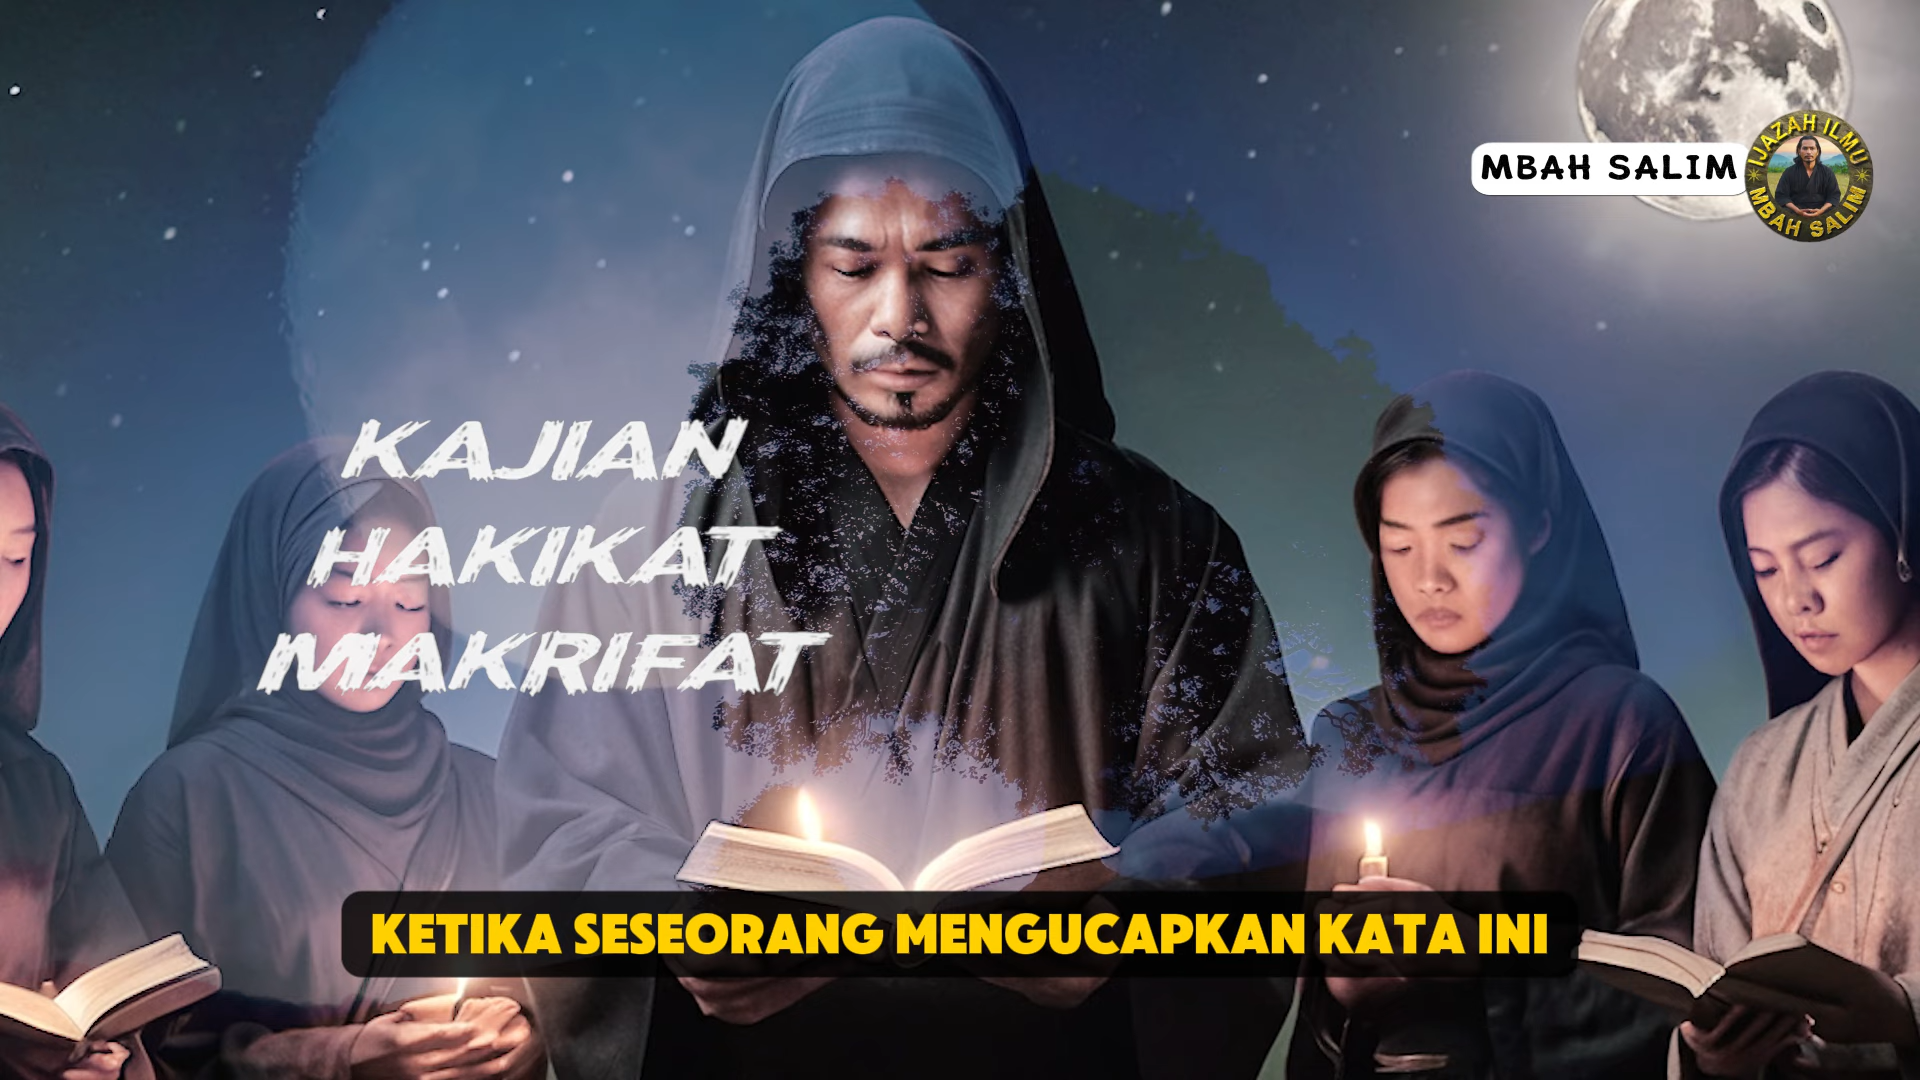 MBAH SALIM
IJAZAH ILMU
MBAH SALIM
KAJIAN
HAKIKAT
MAKRIFAT
KETIKA SESEORANG MENGUCAPKAN KATA INI